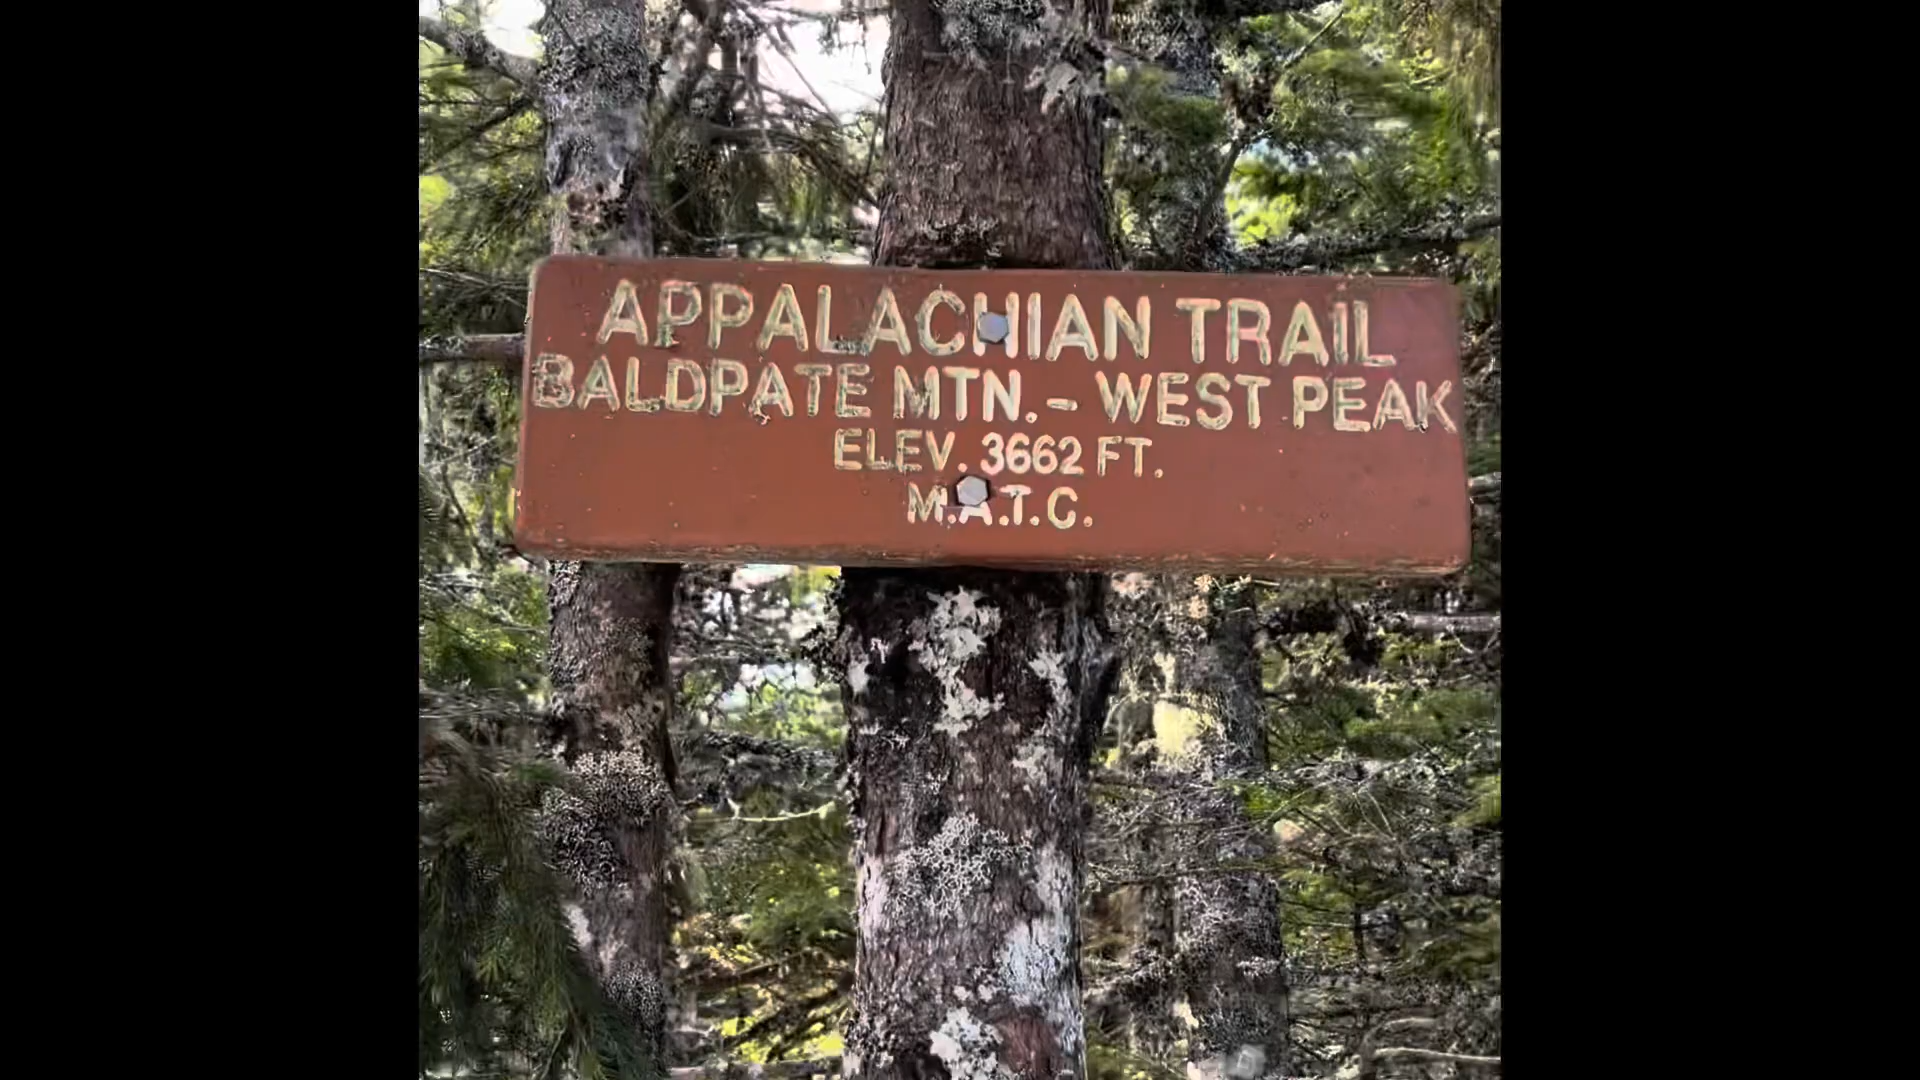 APPALACHIAN TRAIL
BALDPATE MTN. - WEST PEAK
ELEV. 3662 FT.
M.A.T.C.